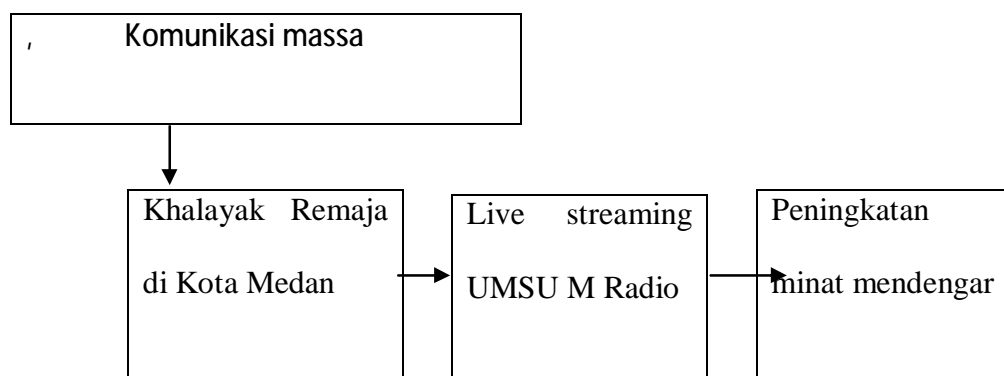 , Komunikasi massa
Khalayak Remaja
di Kota Medan
Live streaming
UMSU M Radio
Peningkatan
minat mendengar